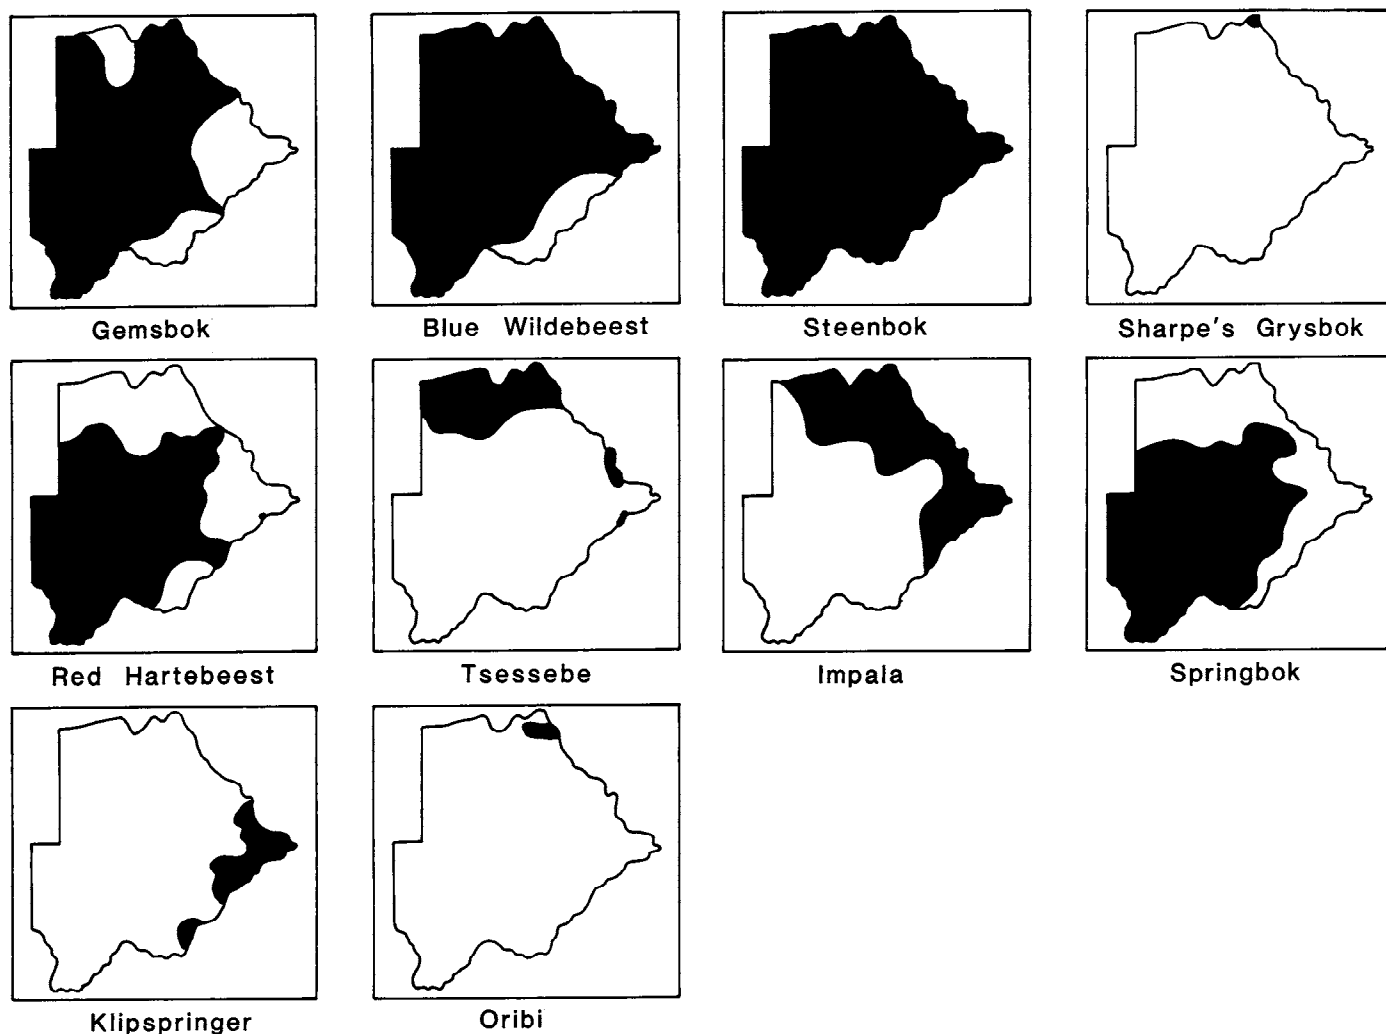 Gemsbok
Blue Wildebeest
Steenbok
Sharpe's Grysbok
Red Hartebeest
Tsessebe
Impala
Springbok
Klipspringer
Oribi